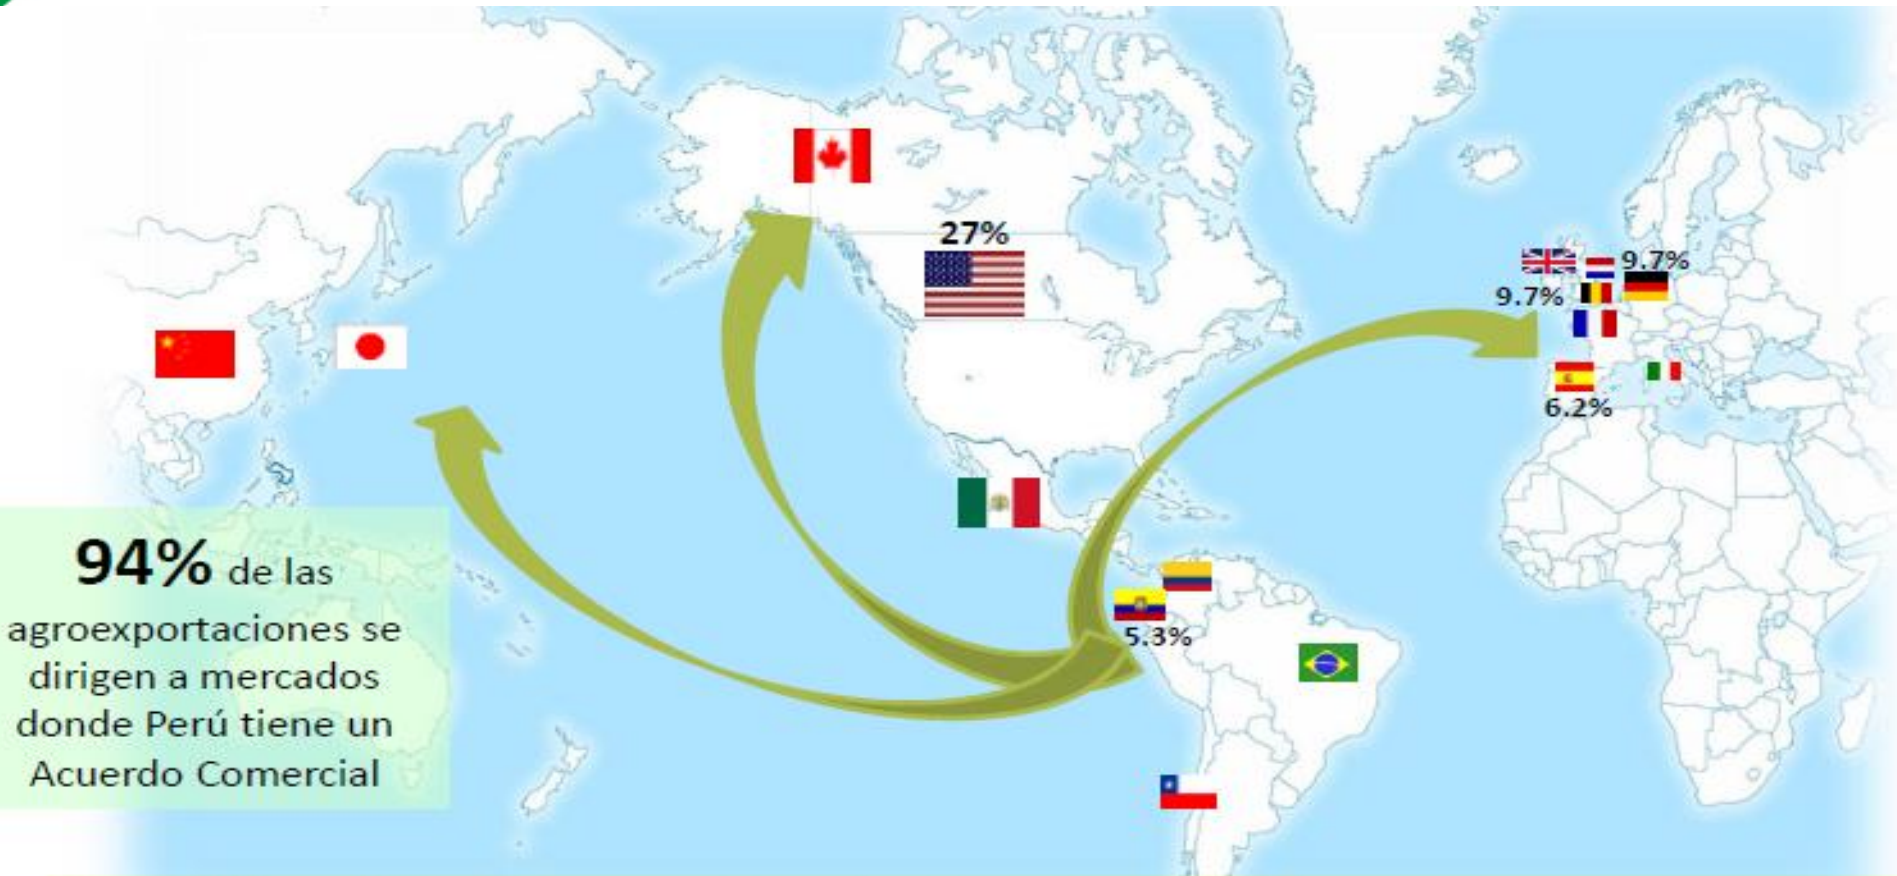 27%
9.7%
9.7%
6.2%
94% de las
agroexportaciones se
dirigen a mercados
donde Perú tiene un
Acuerdo Comercial
5.3%